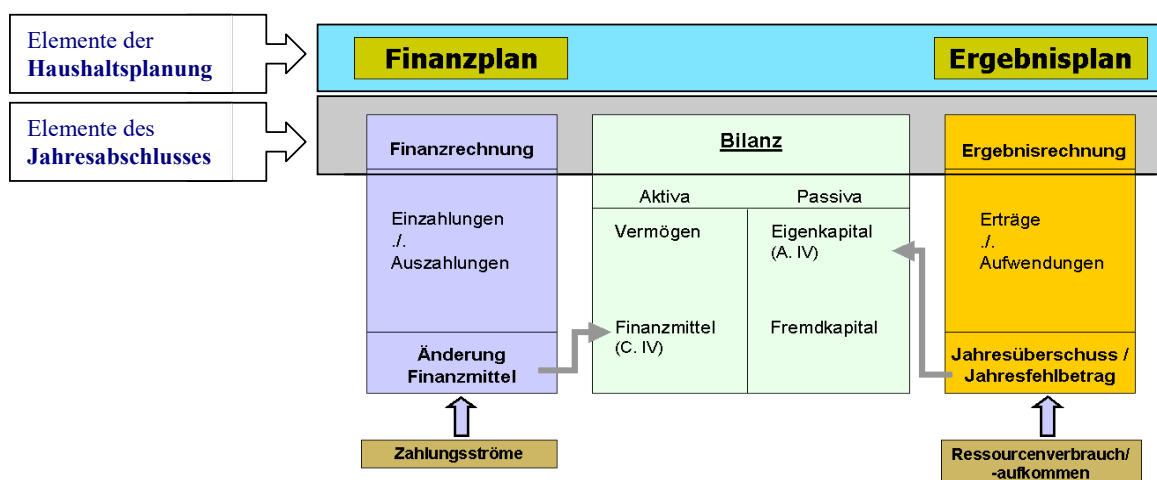 Elemente der
Haushaltsplanung
Finanzplan
Ergebnisplan
Elemente des
Jahresabschlusses
Finanzrechnung
Bilanz
Ergebnisrechnung
Aktiva
Passiva
Einzahlungen
./.
Auszahlungen
Vermögen
Eigenkapital
(A. IV)
Erträge
./.
Aufwendungen
Finanzmittel
(C. IV)
Fremdkapital
Änderung
Finanzmittel
Jahresüberschuss /
Jahresfehlbetrag
Zahlungsströme
Ressourcenverbrauch/
-aufkommen